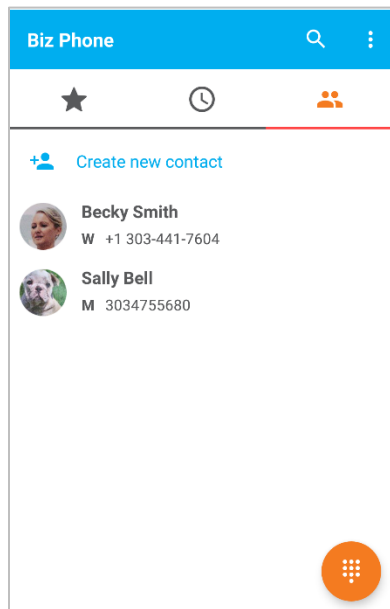 Biz Phone
Create new contact
Becky Smith
W +1 303-441-7604
Sally Bell
M 3034755680